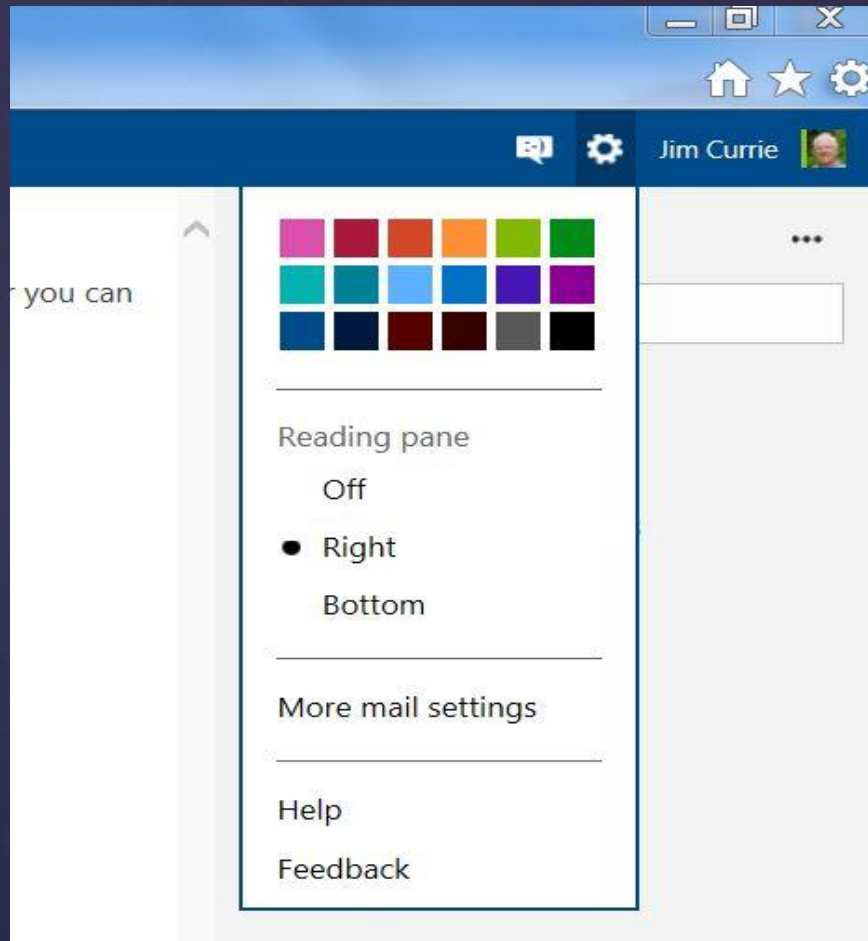 Jim Currie
you can
Reading pane
Off
Right
Bottom
More mail settings
Help
Feedback